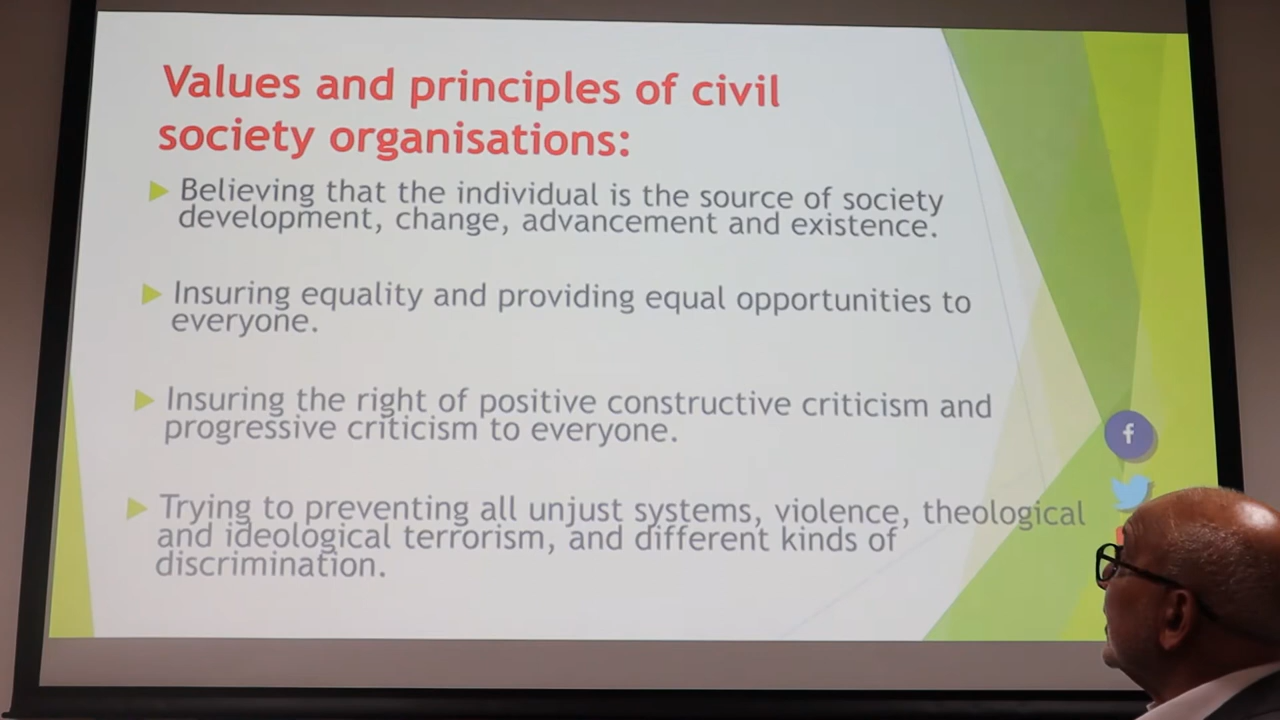 Values and principles of civil
society organisations:
Believing that the individual is the source of society
development, change, advancement and existence.
Insuring equality and providing equal opportunities to
everyone.
Insuring the right of positive constructive criticism and
progressive criticism to everyone.
Trying to preventing all unjust systems, violence, theological
and ideological terrorism, and different kinds of
discrimination.
f